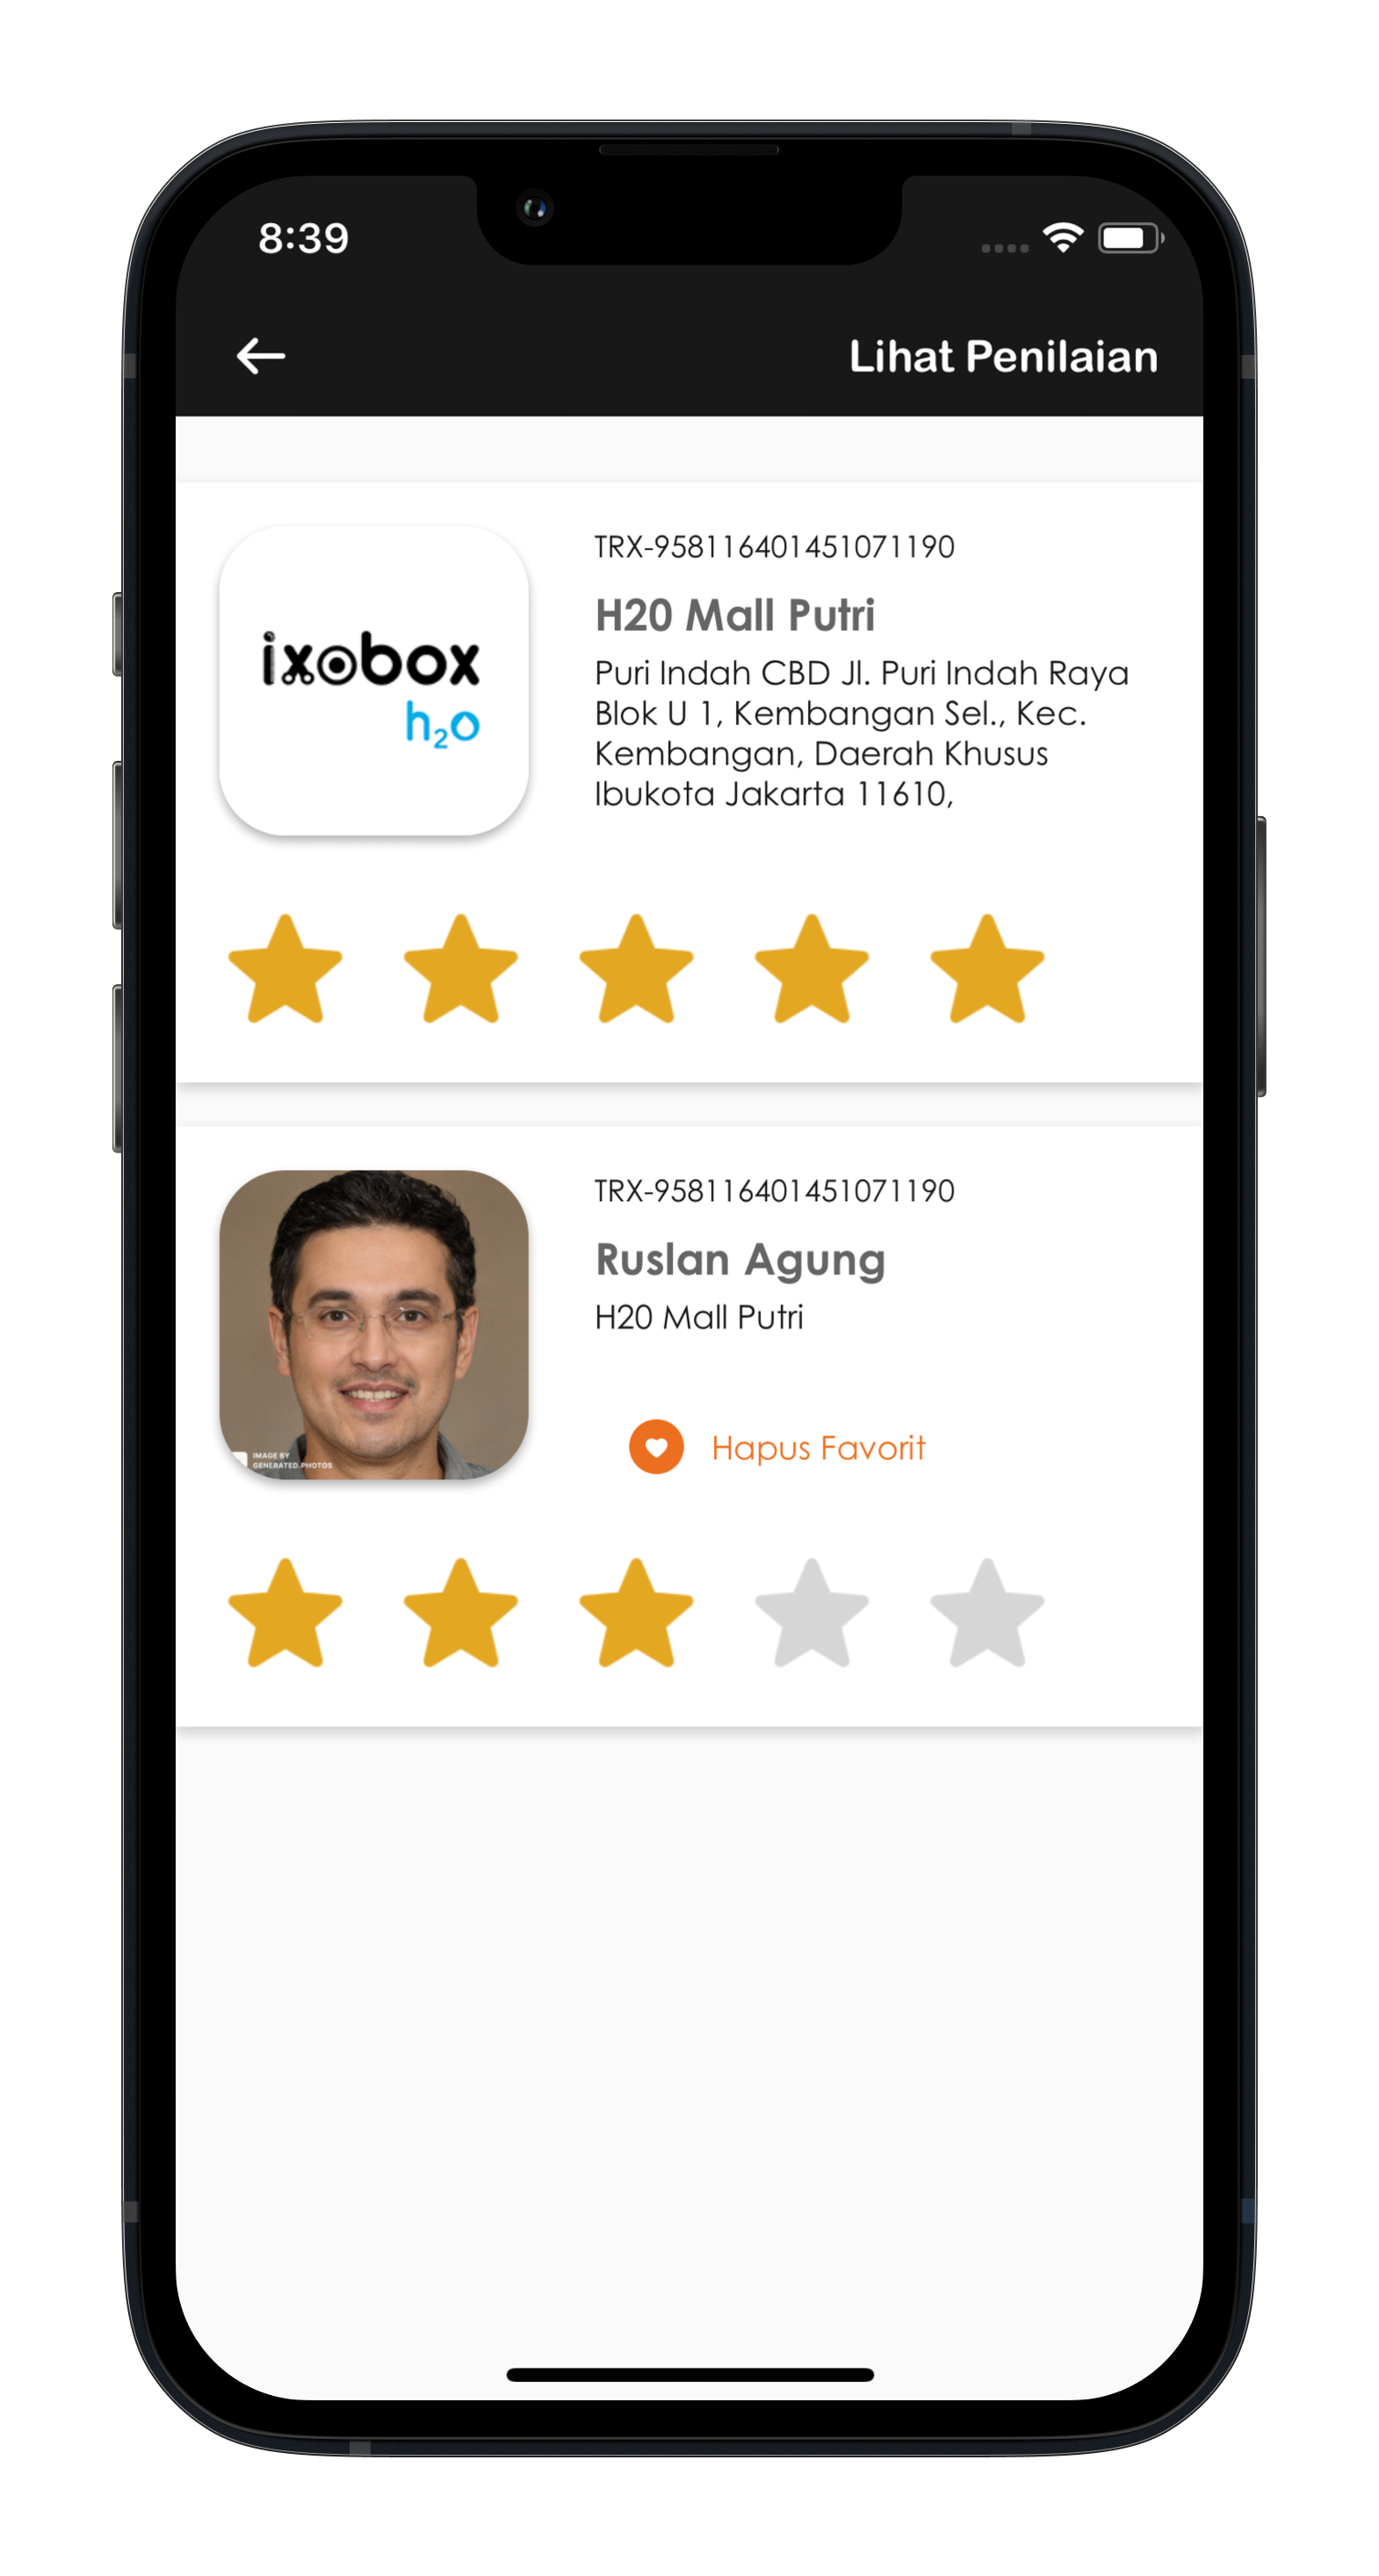 8:39
Lihat Penilaian
TRX-958116401451071190
ixobox
h2o
H20 Mall Putri
Puri Indah CBD Jl. Puri Indah Raya
Blok U 1, Kembangan Sel., Kec.
Kembangan, Daerah Khusus
Ibukota Jakarta 11610,
TRX-958116401451071190
Ruslan Agung
H20 Mall Putri
Hapus Favorit
IMAGE BY
GENERATED.PHOTOS